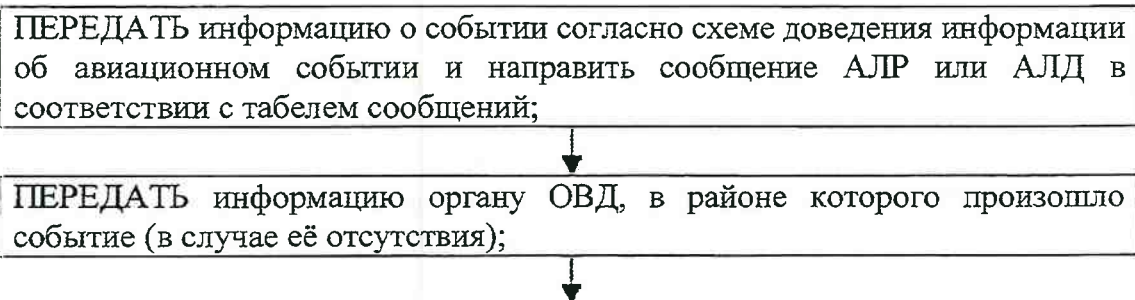 ПЕРЕДАТЬ информацию о событии согласно схеме доведения информации
об авиационном событии и направить сообщение АЛР или АЛД в
соответствии с табелем сообщений;
ПЕРЕДАТЬ информацию органу ОВД, в районе которого произошло
событие (в случае её отсутствия);